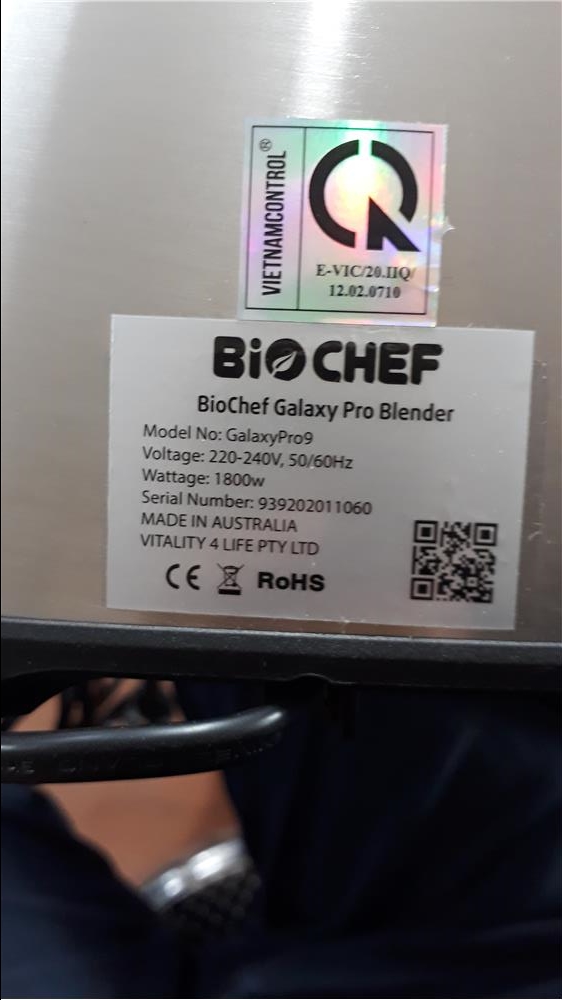 VIETNAMCONTROL®
E-VIC/20.HQ/
12.02.0710
BiOCHEF
BioChef Galaxy Pro Blender
Model No: GalaxyPro9
Voltage: 220-240V, 50/60Hz
Wattage: 1800w
Serial Number: 939202011060
MADE IN AUSTRALIA
VITALITY 4 LIFE PTY LTD
CE RoHS